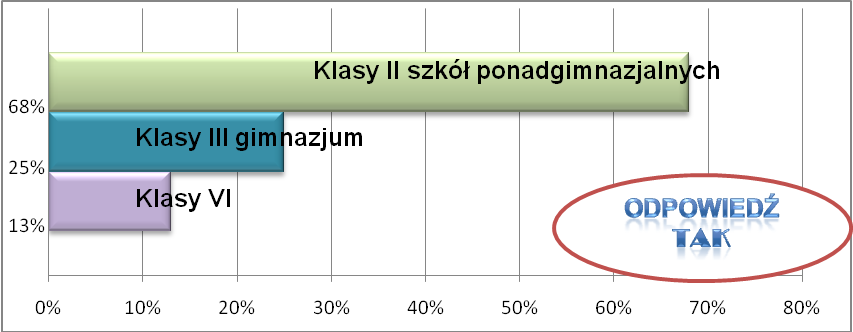 Klasy II szkół ponadgimnazjalnych
68%
Klasy III gimnazjum
25%
Klasy VI
13%
ODPOWIEDŹ
TAK
0% 10% 20% 30% 40% 50% 60% 70% 80%